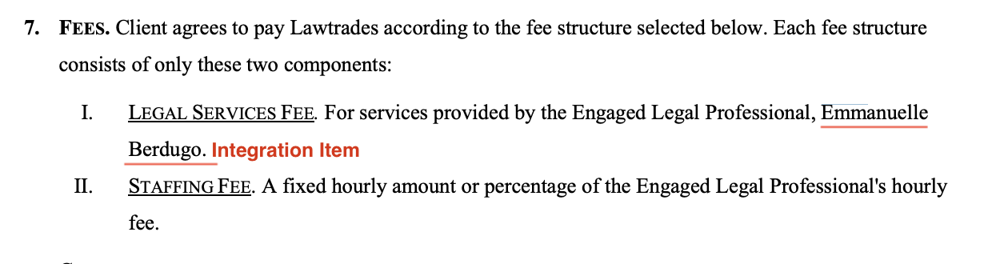 7. FEES. Client agrees to pay Lawtrades according to the fee structure selected below. Each fee structure
consists of only these two components:
I. LEGAL SERVICES FEE. For services provided by the Engaged Legal Professional, Emmanuelle
Berdugo. Integration Item
II. STAFFING FEE. A fixed hourly amount or percentage of the Engaged Legal Professional's hourly
fee.